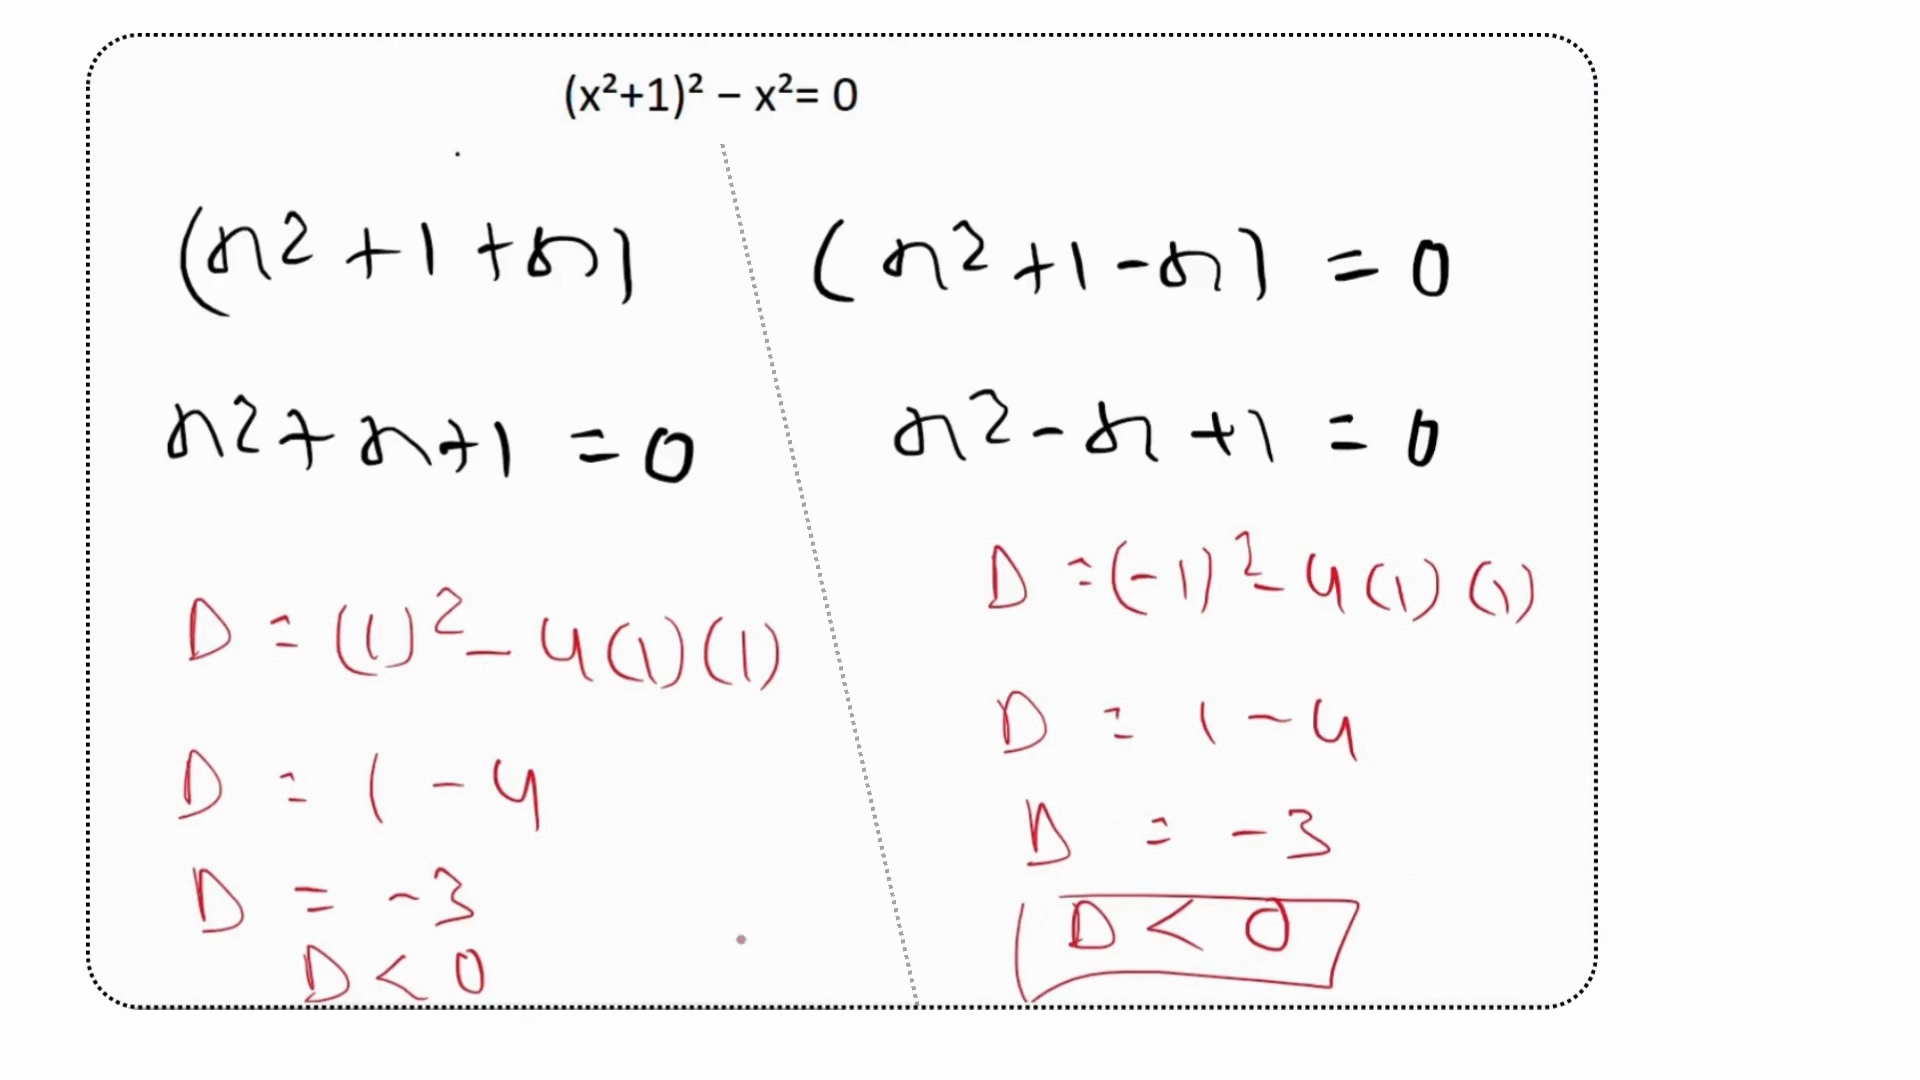 (x²+1)² – x²= 0
(x² + 1 + x) (x² + 1 - x) = 0
x² + x + 1 = 0
x² - x + 1 = 0
D = (1)² - 4(1)(1)
D = 1 - 4
D = -3
D < 0
D = (-1)² - 4(1)(1)
D = 1 - 4
D = -3
D < 0